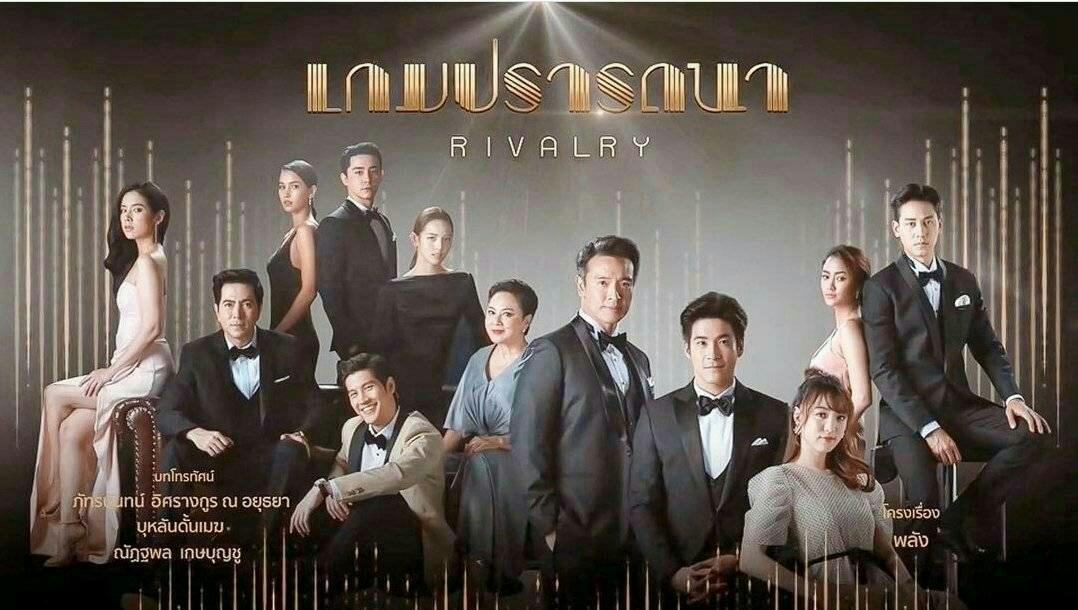 เกมปรารถนา
RIVALRY
บทโทรทัศน์
ภัทรนันทน์ อิศรางกูร ณ อยุธยา
บุหลันดั้นเมฆ
ณัฏฐพล เกษบุญชู
โครงเรื่อง
พลัง